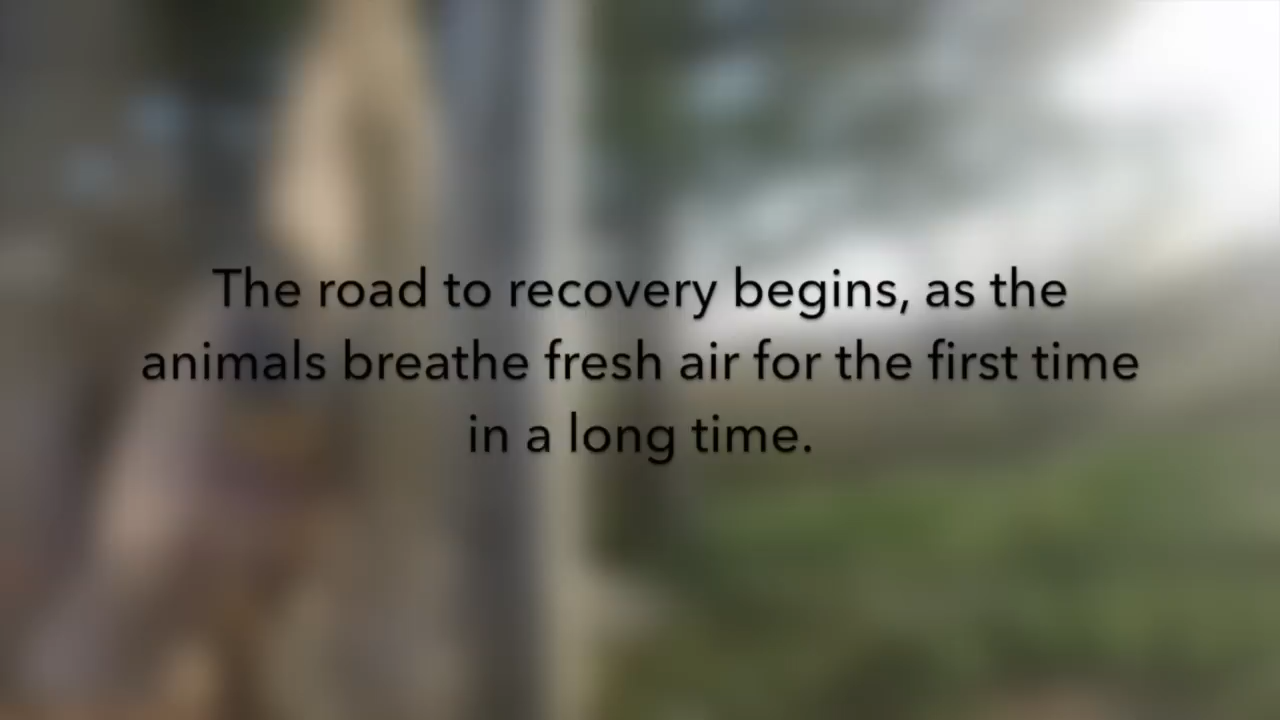 The road to recovery begins, as the
animals breathe fresh air for the first time
in a long time.